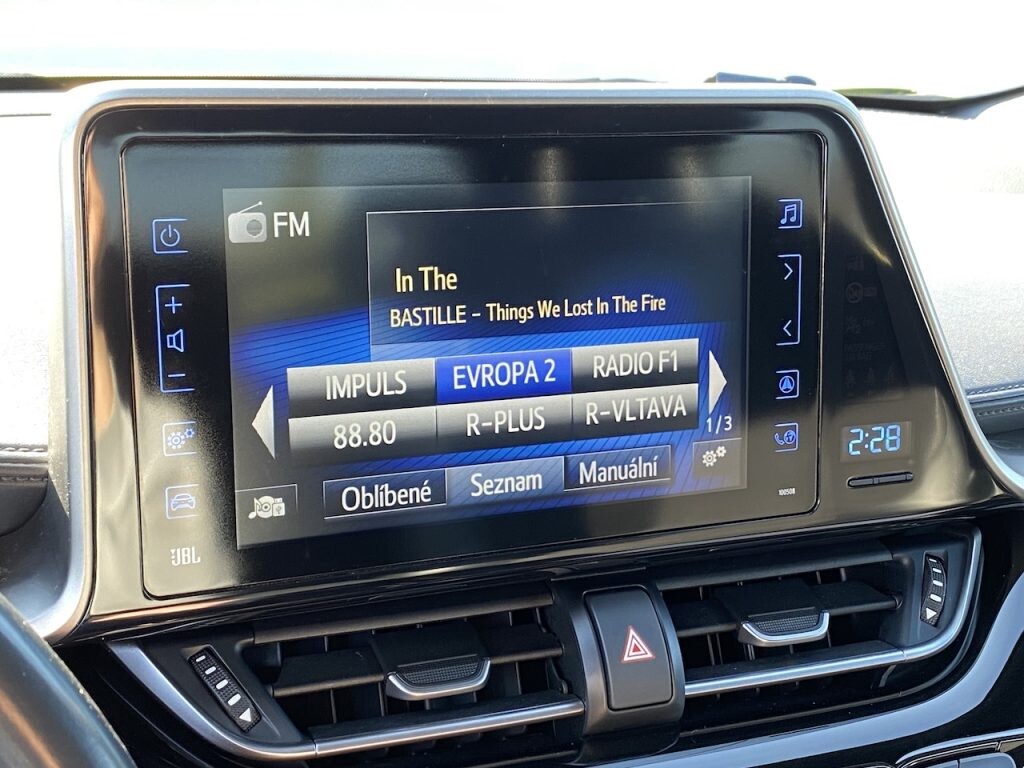 FM
In The
BASTILLE – Things We Lost In The Fire
IMPULS EVROPA 2 RADIO F1
88.80 R-PLUS R-VLTAVA
1/3
Oblíbené Seznam Manuální
2:28
JBL